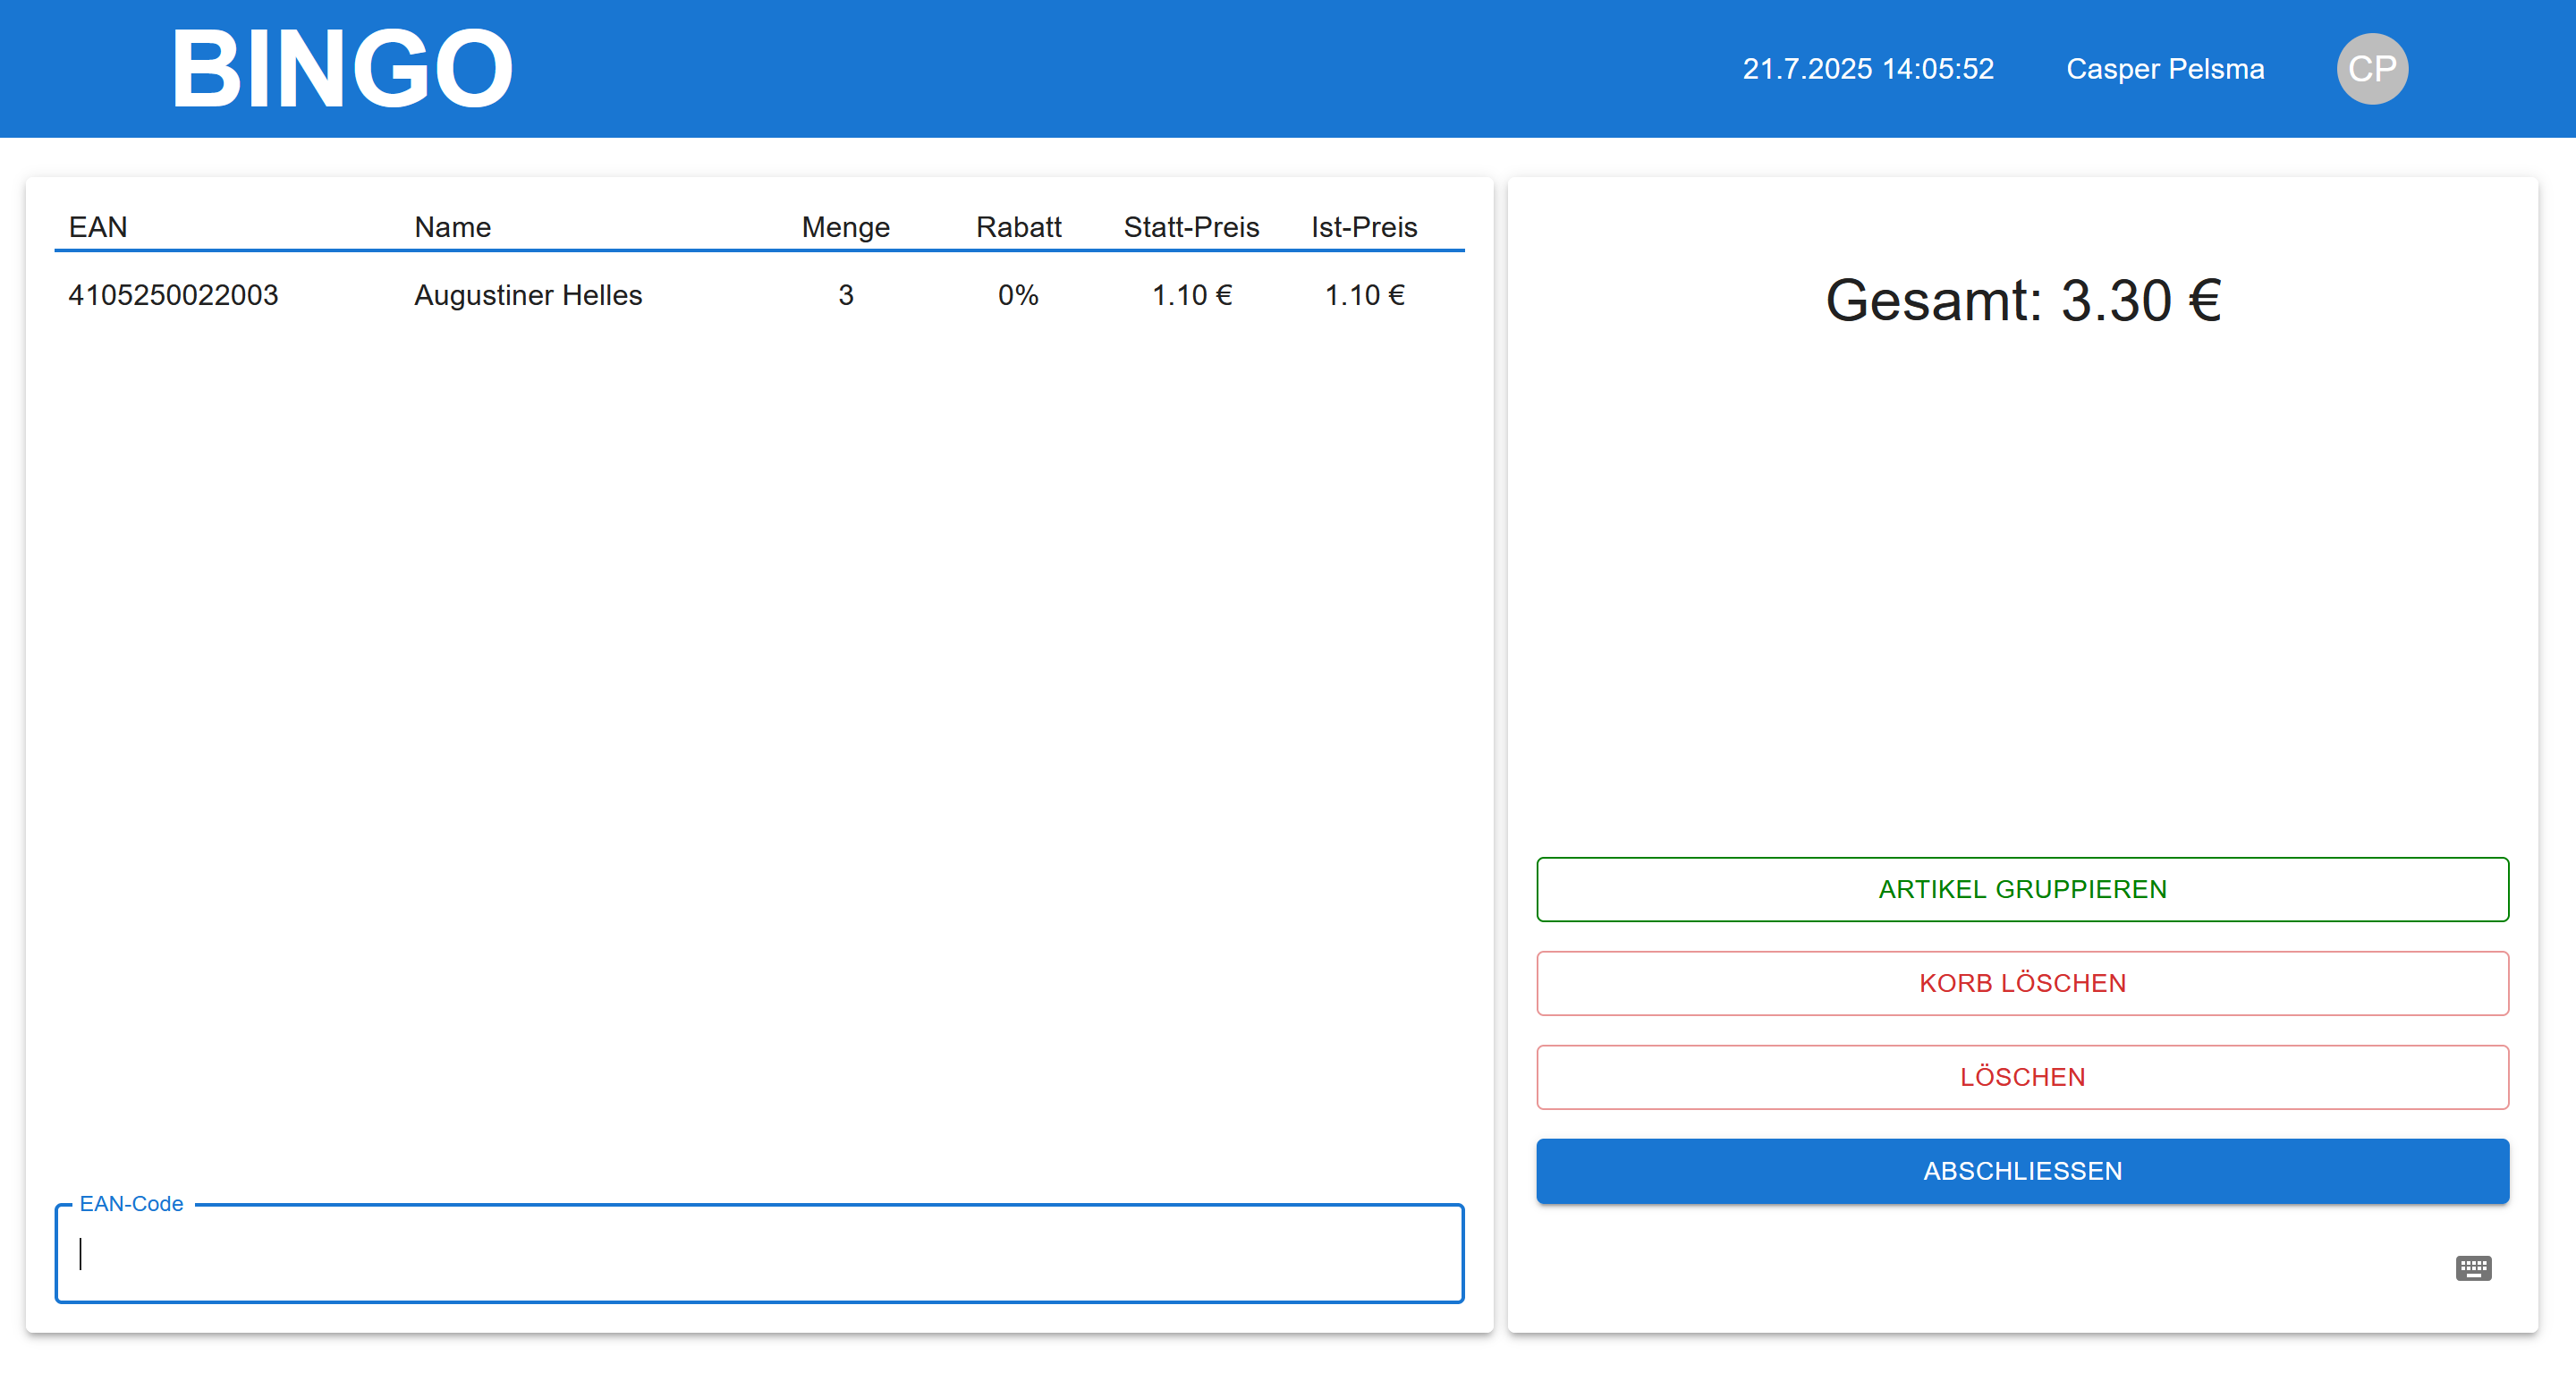 BINGO
21.7.2025 14:05:52 Casper Pelsma CP
EAN Name Menge Rabatt Statt-Preis Ist-Preis
4105250022003 Augustiner Helles 3 0% 1.10 € 1.10 €
EAN-Code
Gesamt: 3.30 €
ARTIKEL GRUPPIEREN
KORB LÖSCHEN
LÖSCHEN
ABSCHLIESSEN